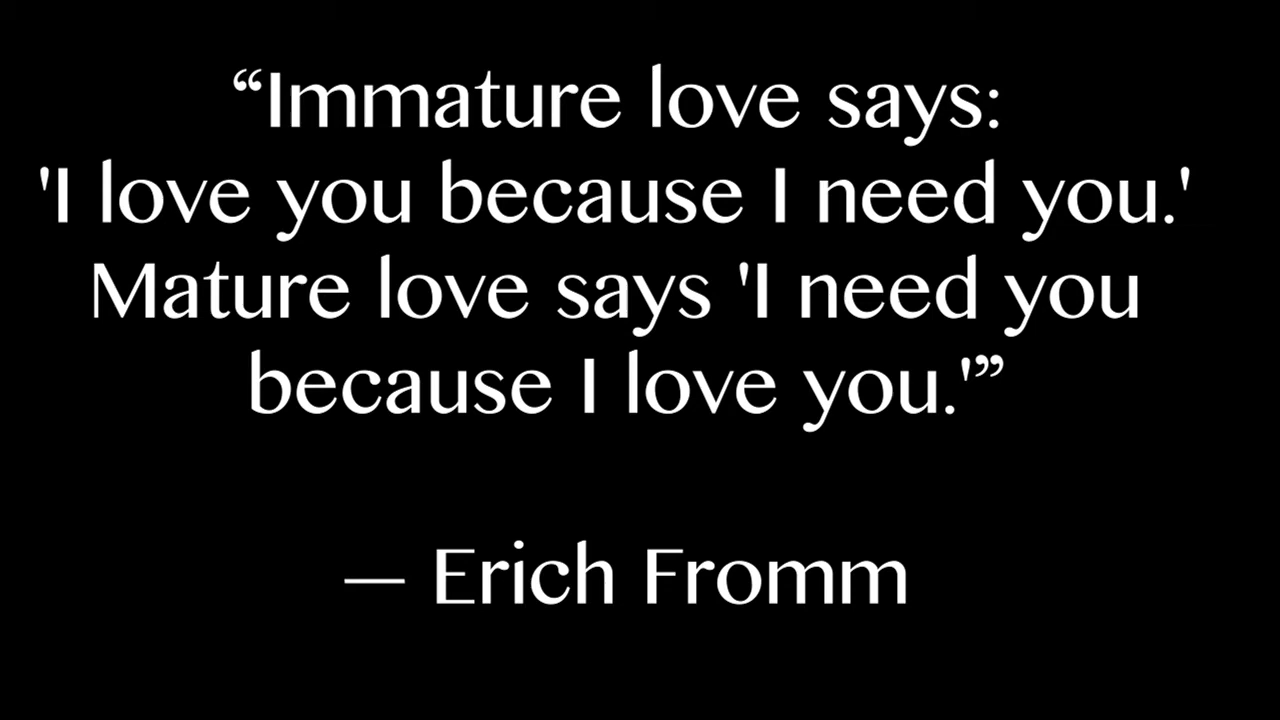 “Immature love says:
'I love you because I need you.'
Mature love says 'I need you
because I love you.'”
— Erich Fromm